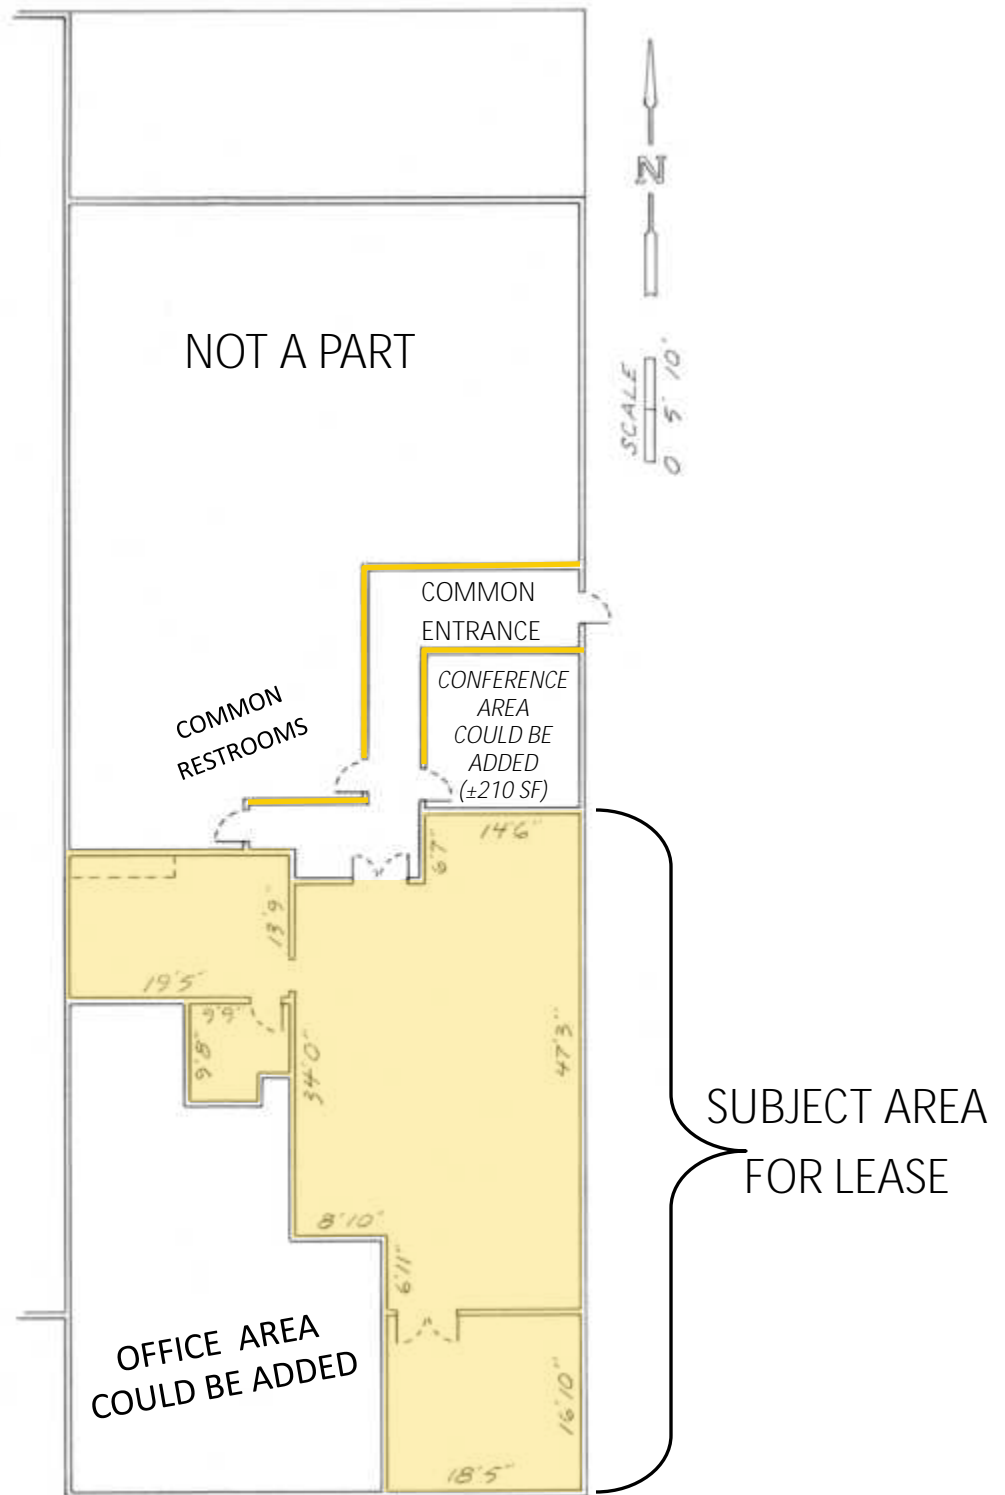 N
NOT A PART
SCALE
0 5' 10'
COMMON
ENTRANCE
CONFERENCE
AREA
COULD BE
ADDED
(±210 SF)
COMMON
RESTROOMS
14'6"
6'7"
13'9"
19'5"
9'9"
9'8"
34'0"
47'3"
SUBJECT AREA
FOR LEASE
8'10"
6'11"
OFFICE AREA
COULD BE ADDED
16'10"
18'5"